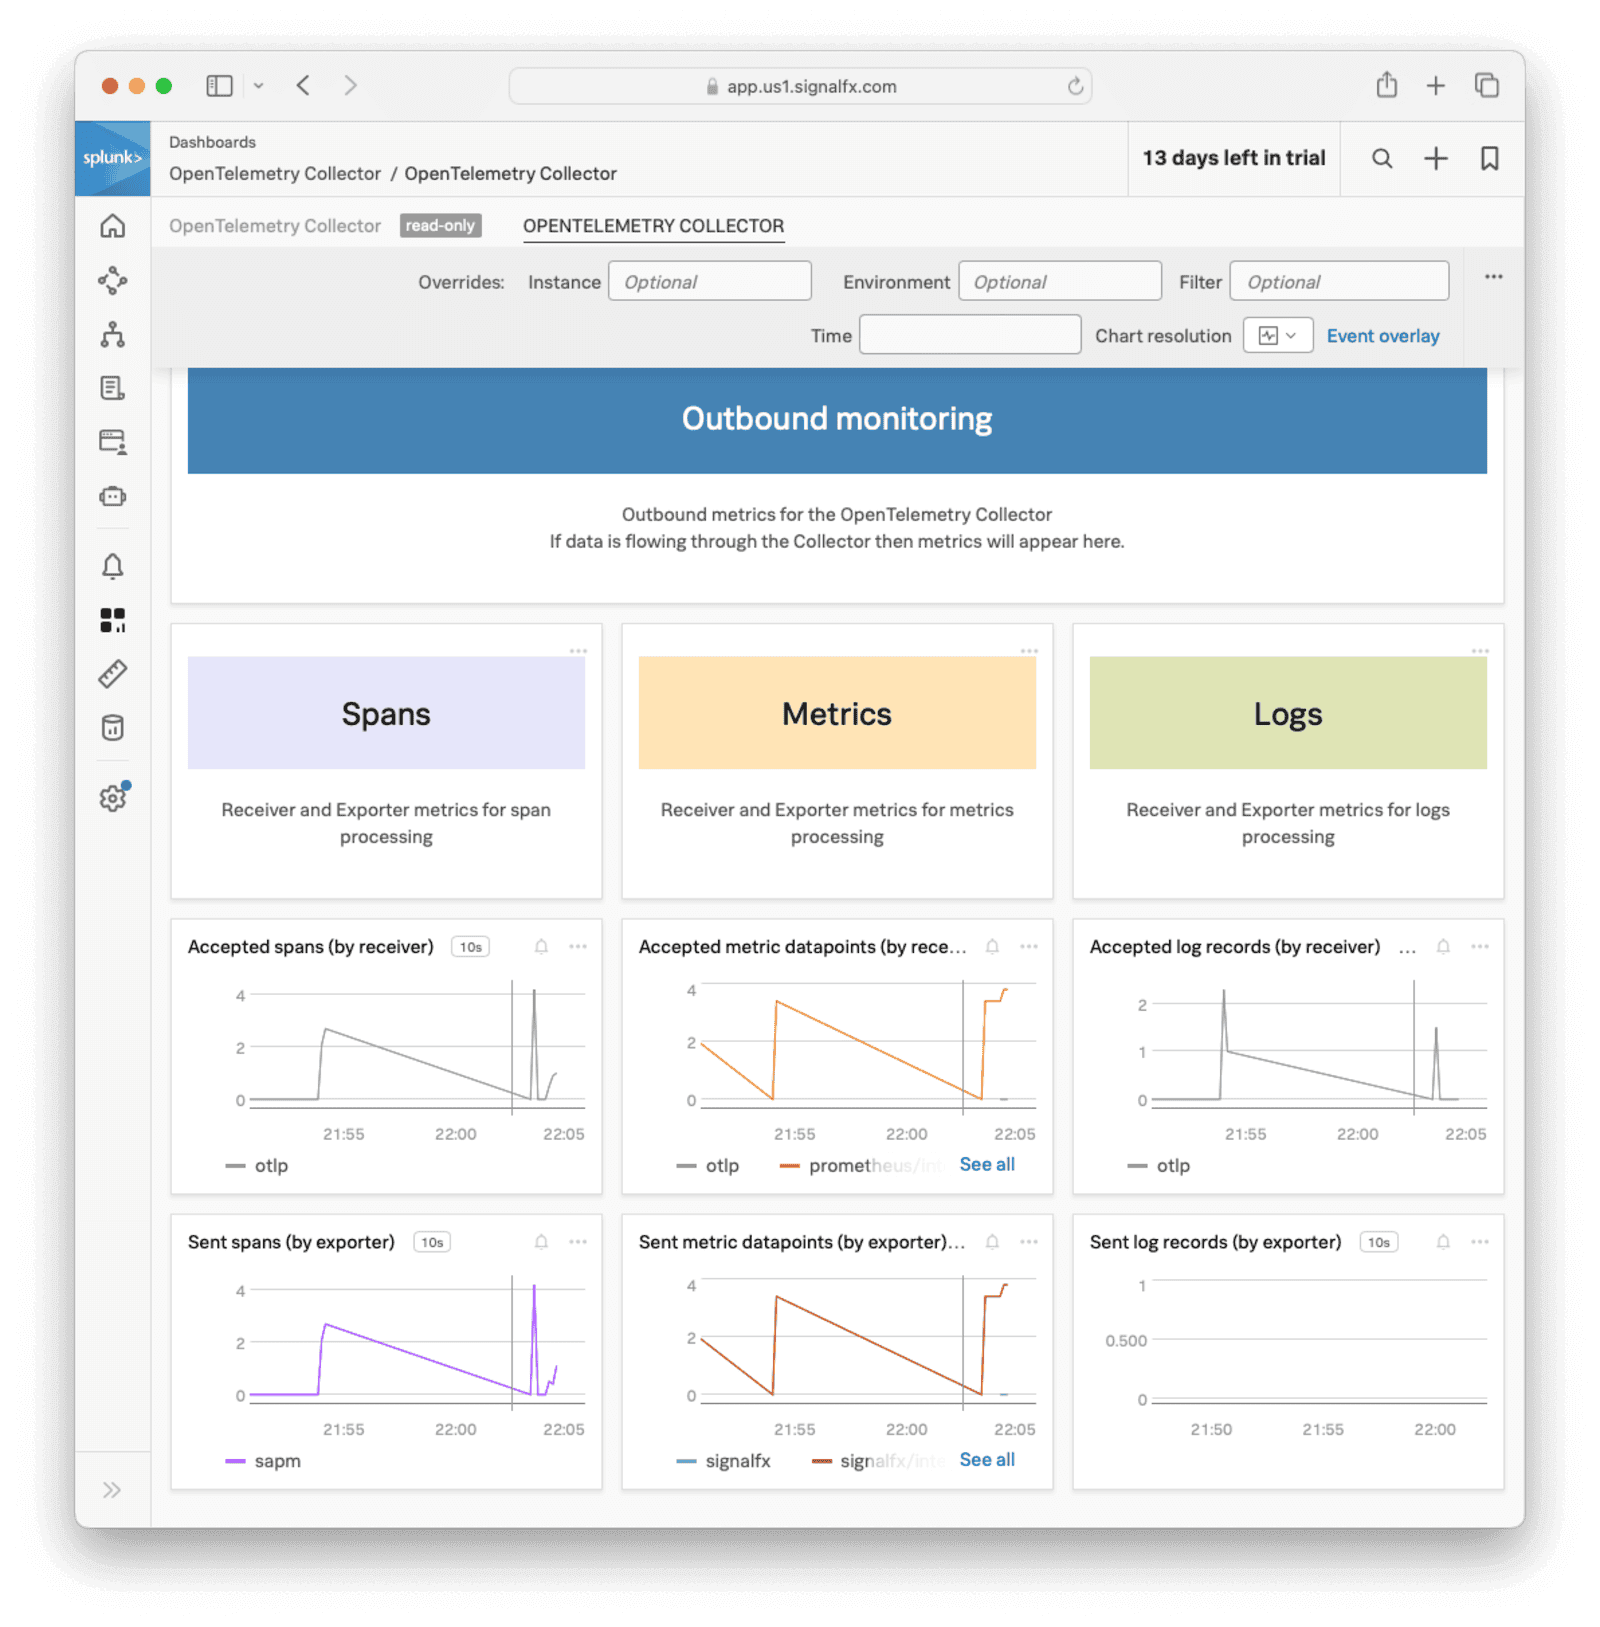 app.us1.signalfx.com
splunk>
Dashboards
OpenTelemetry Collector / OpenTelemetry Collector
13 days left in trial
OpenTelemetry Collector read-only OPENTELEMETRY COLLECTOR
Overrides: Instance Optional Environment Optional Filter Optional
Time Chart resolution Event overlay
Outbound monitoring
Outbound metrics for the OpenTelemetry Collector
If data is flowing through the Collector then metrics will appear here.
Spans
Receiver and Exporter metrics for span
processing
Metrics
Receiver and Exporter metrics for metrics
processing
Logs
Receiver and Exporter metrics for logs
processing
Accepted spans (by receiver) 10s
4
2
0
21:55 22:00 22:05
otlp
Accepted metric datapoints (by rece...
4
2
0
21:55 22:00 22:05
otlp prometheus/inte See all
Accepted log records (by receiver) ...
2
1
0
21:55 22:00 22:05
otlp
Sent spans (by exporter) 10s
4
2
0
21:55 22:00 22:05
sapm
Sent metric datapoints (by exporter)...
4
2
0
21:55 22:00 22:05
signalfx signalfx/inte See all
Sent log records (by exporter) 10s
1
0.500
0
21:50 21:55 22:00